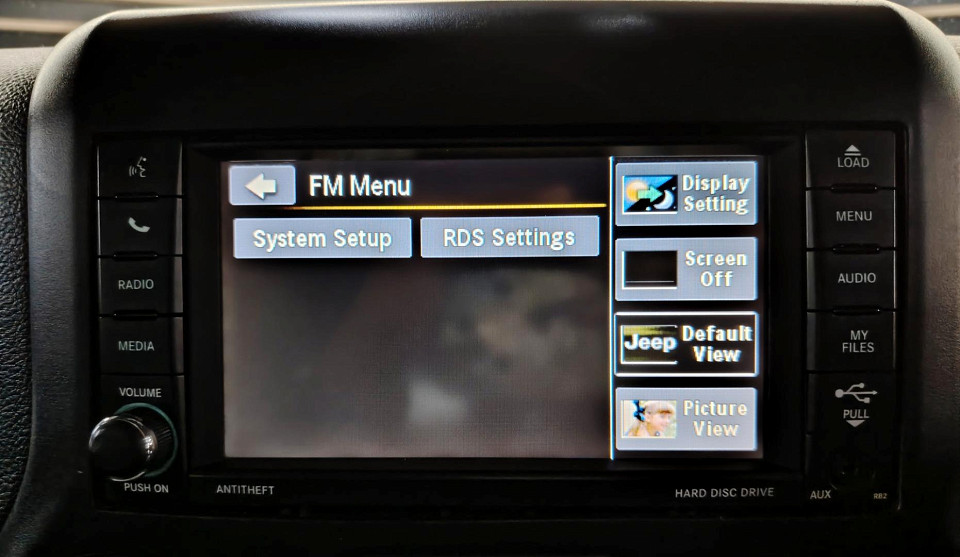 FM Menu
System Setup
RDS Settings
Display
Setting
Screen
Off
Jeep
Default
View
Picture
View
RADIO
MEDIA
VOLUME
PUSH ON
ANTITHEFT
HARD DISC DRIVE
LOAD
MENU
AUDIO
MY
FILES
PULL
AUX
RB2